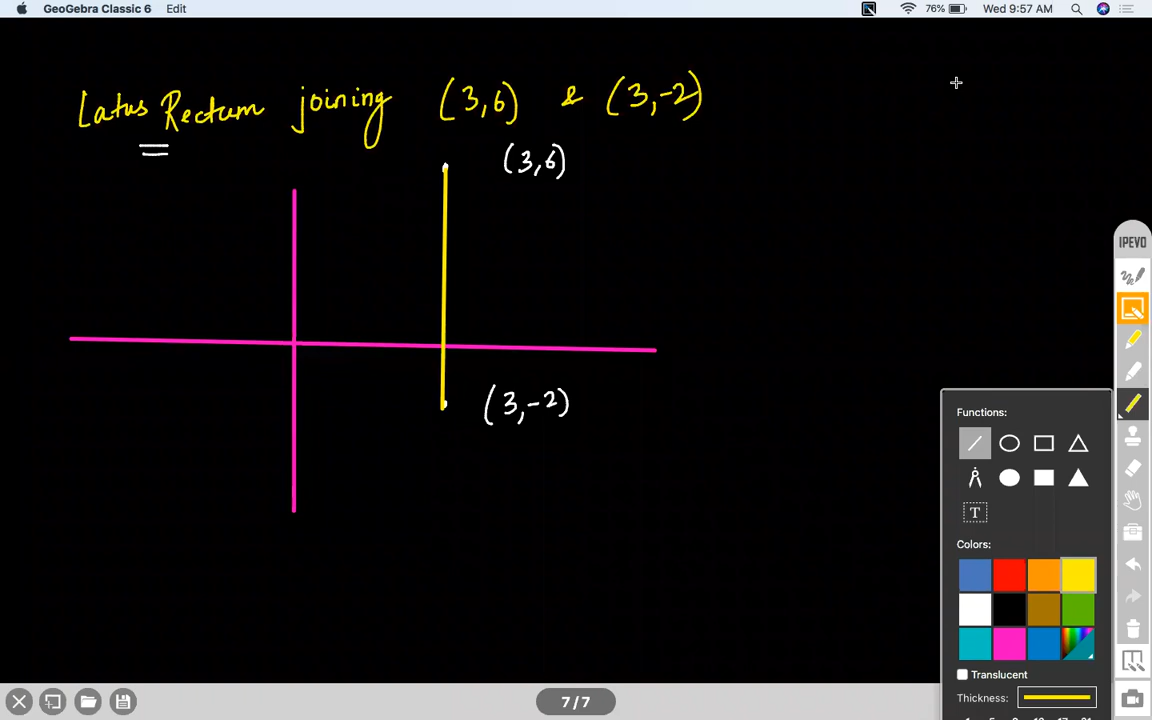 GeoGebra Classic 6 Edit 76% Wed 9:57 AM
Latus Rectum joining (3,6) & (3,-2)
(3,6)
IPEVO
(3,-2)
Functions:
T
Colors:
Translucent
Thickness:
7/7